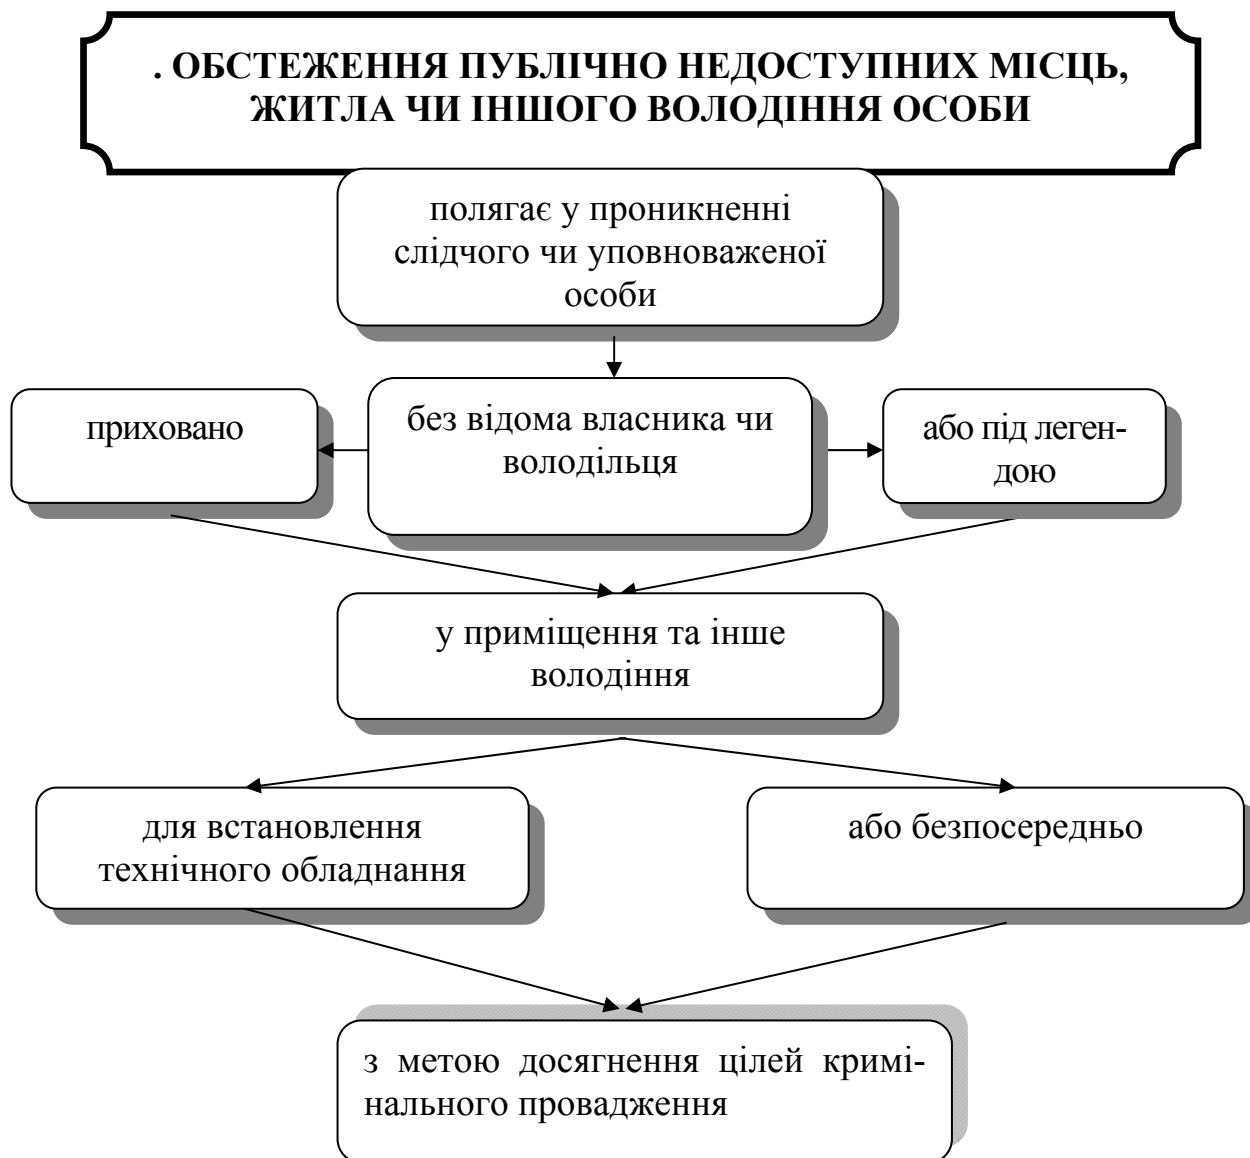 . ОБСТЕЖЕННЯ ПУБЛІЧНО НЕДОСТУПНИХ МІСЦЬ,
ЖИТЛА ЧИ ІНШОГО ВОЛОДІННЯ ОСОБИ
полягає у проникненні
слідчого чи уповноваженої
особи
приховано
без відома власника чи
володільця
або під леген-
дою
у приміщення та інше
володіння
для встановлення
технічного обладнання
або безпосередньо
з метою досягнення цілей кримі-
нального провадження